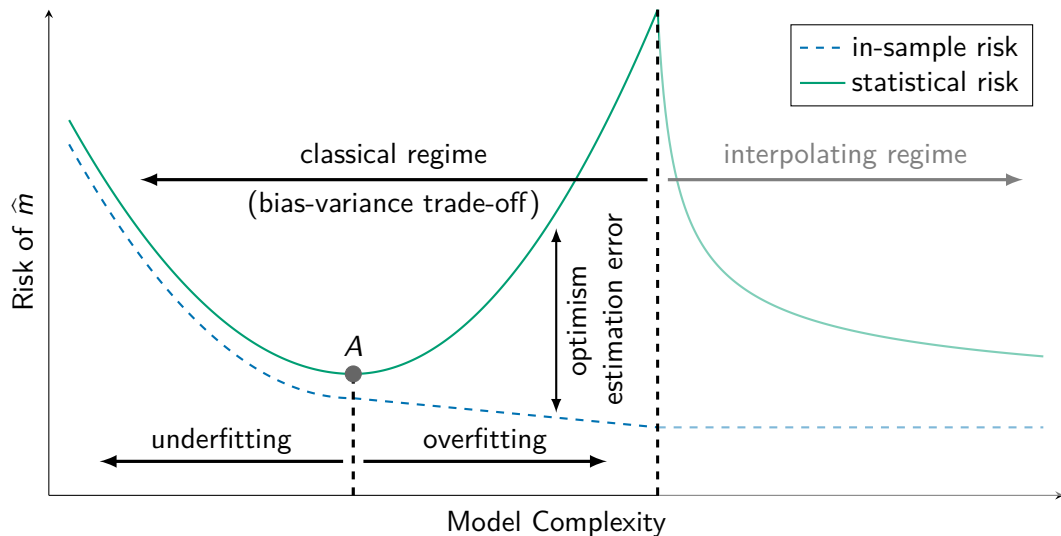 in-sample risk
statistical risk
classical regime
interpolating regime
(bias-variance trade-off)
Risk of m̂
optimism
estimation error
A
underfitting
overfitting
Model Complexity